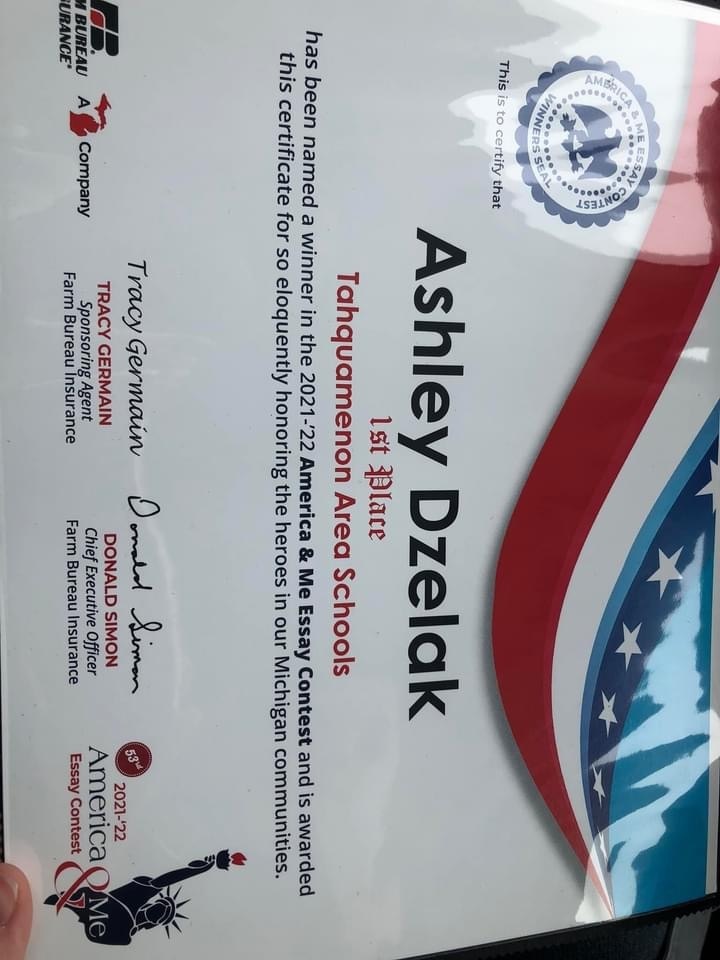 AMERICA & ME ESSAY CONTEST
WINNERS SEAL
This is to certify that
Ashley Dzelak
1st Place
Tahquamenon Area Schools
has been named a winner in the 2021-'22 America & Me Essay Contest and is awarded
this certificate for so eloquently honoring the heroes in our Michigan communities.
FB
M BUREAU
URANCE®
A Company
Tracy Germain
TRACY GERMAIN
Sponsoring Agent
Farm Bureau Insurance
Donald Simon
DONALD SIMON
Chief Executive Officer
Farm Bureau Insurance
53rd
2021-'22
America & Me
Essay Contest